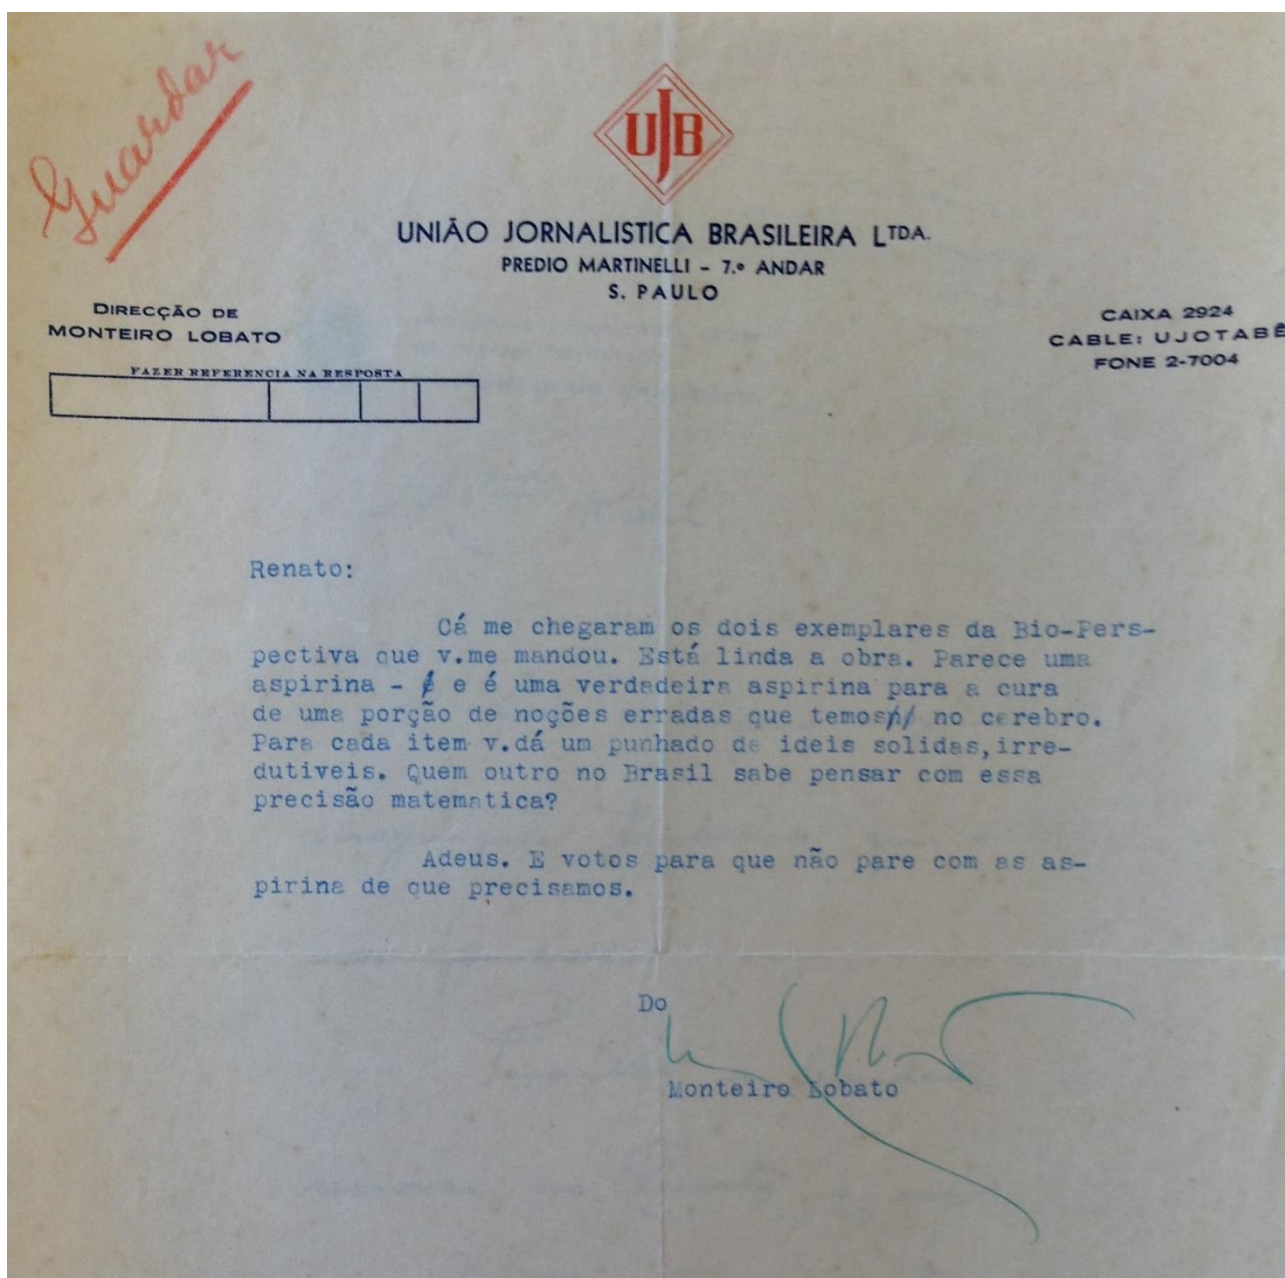 Guardar
UJB
UNIÃO JORNALISTICA BRASILEIRA LTDA.
PREDIO MARTINELLI - 7.º ANDAR
S. PAULO
DIRECÇÃO DE
MONTEIRO LOBATO
FAZER REFERENCIA NA RESPOSTA
CAIXA 2924
CABLE: UJOTABÊ
FONE 2-7004
Renato:
Cá me chegaram os dois exemplares da Bio-Pers-
pectiva que v.me mandou. Está linda a obra. Parece uma
aspirina - e é uma verdadeira aspirina para a cura
de uma porção de noções erradas que temos no cerebro.
Para cada item v.dá um punhado de ideis solidas,irre-
dutiveis. Quem outro no Brasil sabe pensar com essa
precisão matematica?
Adeus. E votos para que não pare com as as-
pirina de que precisamos.
Do
Monteiro Lobato